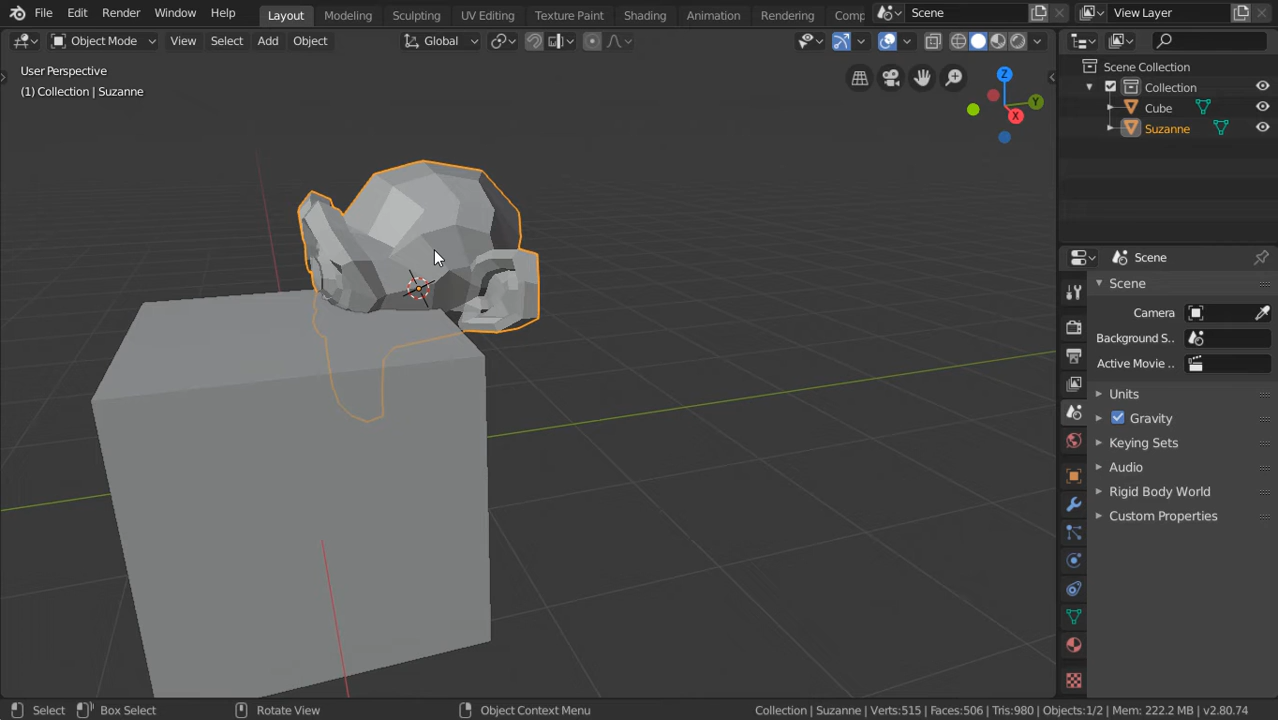 File Edit Render Window Help Layout Modeling Sculpting UV Editing Texture Paint Shading Animation Rendering Comp Scene View Layer
Object Mode View Select Add Object Global
User Perspective
(1) Collection | Suzanne
Z
Y
X
Scene Collection
Collection
Cube
Suzanne
Scene
Scene
Camera
Background S..
Active Movie ..
Units
Gravity
Keying Sets
Audio
Rigid Body World
Custom Properties
Select Box Select Rotate View Object Context Menu Collection | Suzanne | Verts:515 | Faces:506 | Tris:980 | Objects:1/2 | Mem: 222.2 MB | v2.80.74